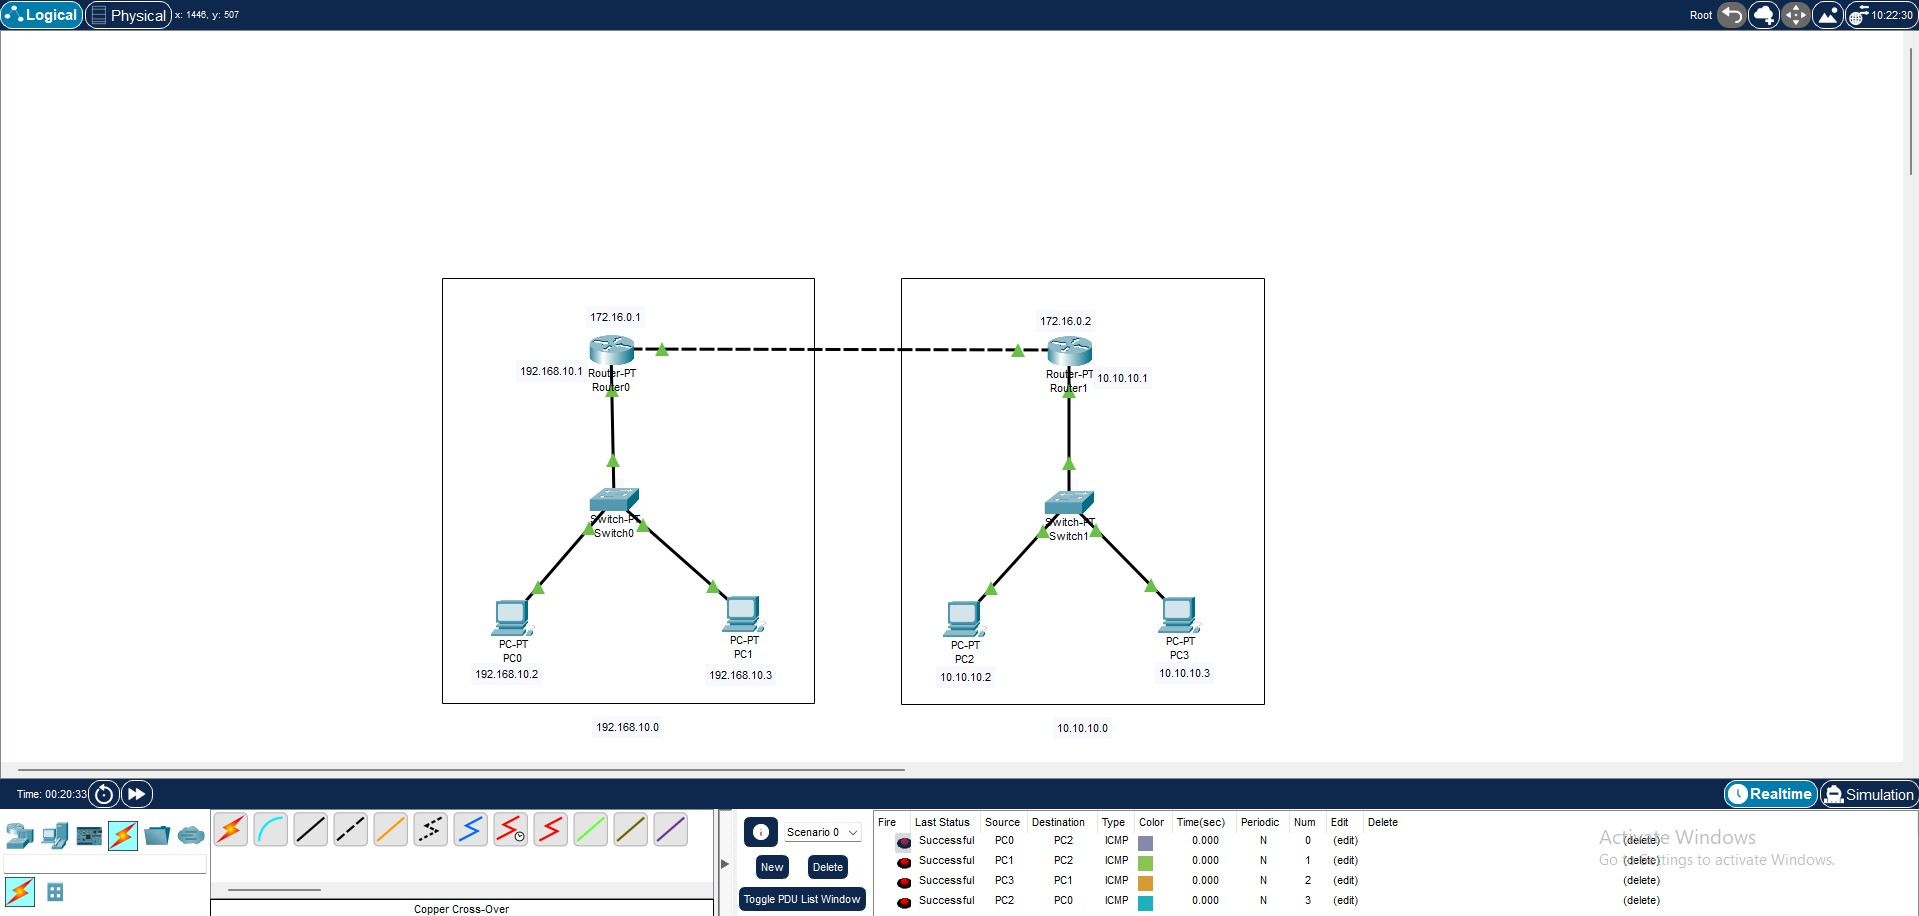 Logical Physical x: 1446, y: 507 Root 10:22:30
172.16.0.1
172.16.0.2
192.168.10.1 Router-PT
Router0
Router-PT 10.10.10.1
Router1
Switch-PT
Switch0
Switch-PT
Switch1
PC-PT
PC0
192.168.10.2
PC-PT
PC1
192.168.10.3
PC-PT
PC2
10.10.10.2
PC-PT
PC3
10.10.10.3
192.168.10.0
10.10.10.0
Time: 00:20:33 Realtime Simulation
Scenario 0
New Delete
Toggle PDU List Window
Copper Cross-Over
Fire Last Status Source Destination Type Color Time(sec) Periodic Num Edit Delete
Successful PC0 PC2 ICMP 0.000 N 0 (edit) (delete)
Successful PC1 PC2 ICMP 0.000 N 1 (edit) (delete)
Successful PC3 PC1 ICMP 0.000 N 2 (edit) (delete)
Successful PC2 PC0 ICMP 0.000 N 3 (edit) (delete)
Activate Windows
Go to Settings to activate Windows.